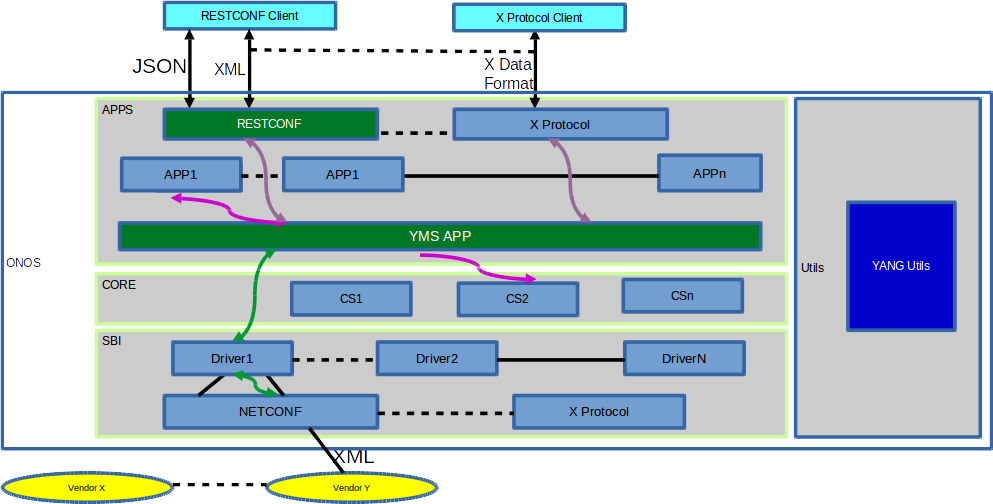 RESTCONF Client
X Protocol Client
JSON
XML
X Data
Format
APPS
RESTCONF
X Protocol
APP1
APP1
APPn
YMS APP
ONOS
CORE
CS1
CS2
CSn
Utils
YANG Utils
SBI
Driver1
Driver2
DriverN
NETCONF
X Protocol
XML
Vendor X
Vendor Y